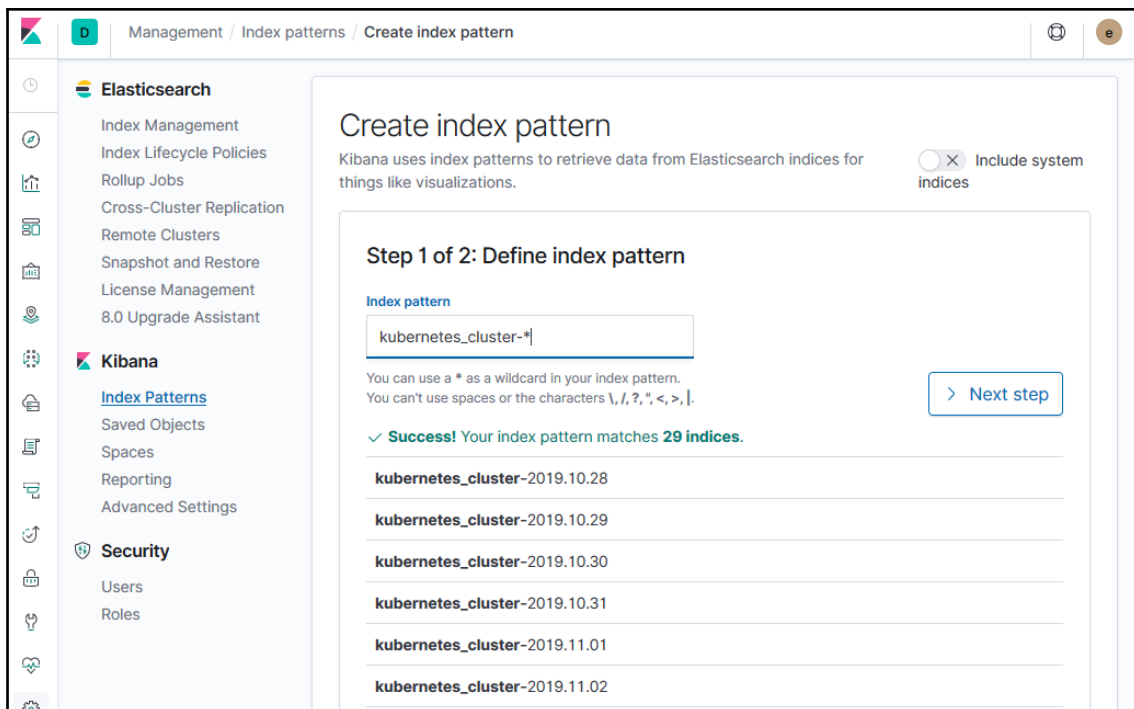 D
Management / Index patterns / Create index pattern
e
Elasticsearch
Index Management
Index Lifecycle Policies
Rollup Jobs
Cross-Cluster Replication
Remote Clusters
Snapshot and Restore
License Management
8.0 Upgrade Assistant
Kibana
Index Patterns
Saved Objects
Spaces
Reporting
Advanced Settings
Security
Users
Roles
Create index pattern
Kibana uses index patterns to retrieve data from Elasticsearch indices for
things like visualizations.
Include system
indices
Step 1 of 2: Define index pattern
Index pattern
kubernetes_cluster-*
You can use a * as a wildcard in your index pattern.
You can't use spaces or the characters \, /, ?, ", <, >, |.
Next step
Success! Your index pattern matches 29 indices.
kubernetes_cluster-2019.10.28
kubernetes_cluster-2019.10.29
kubernetes_cluster-2019.10.30
kubernetes_cluster-2019.10.31
kubernetes_cluster-2019.11.01
kubernetes_cluster-2019.11.02